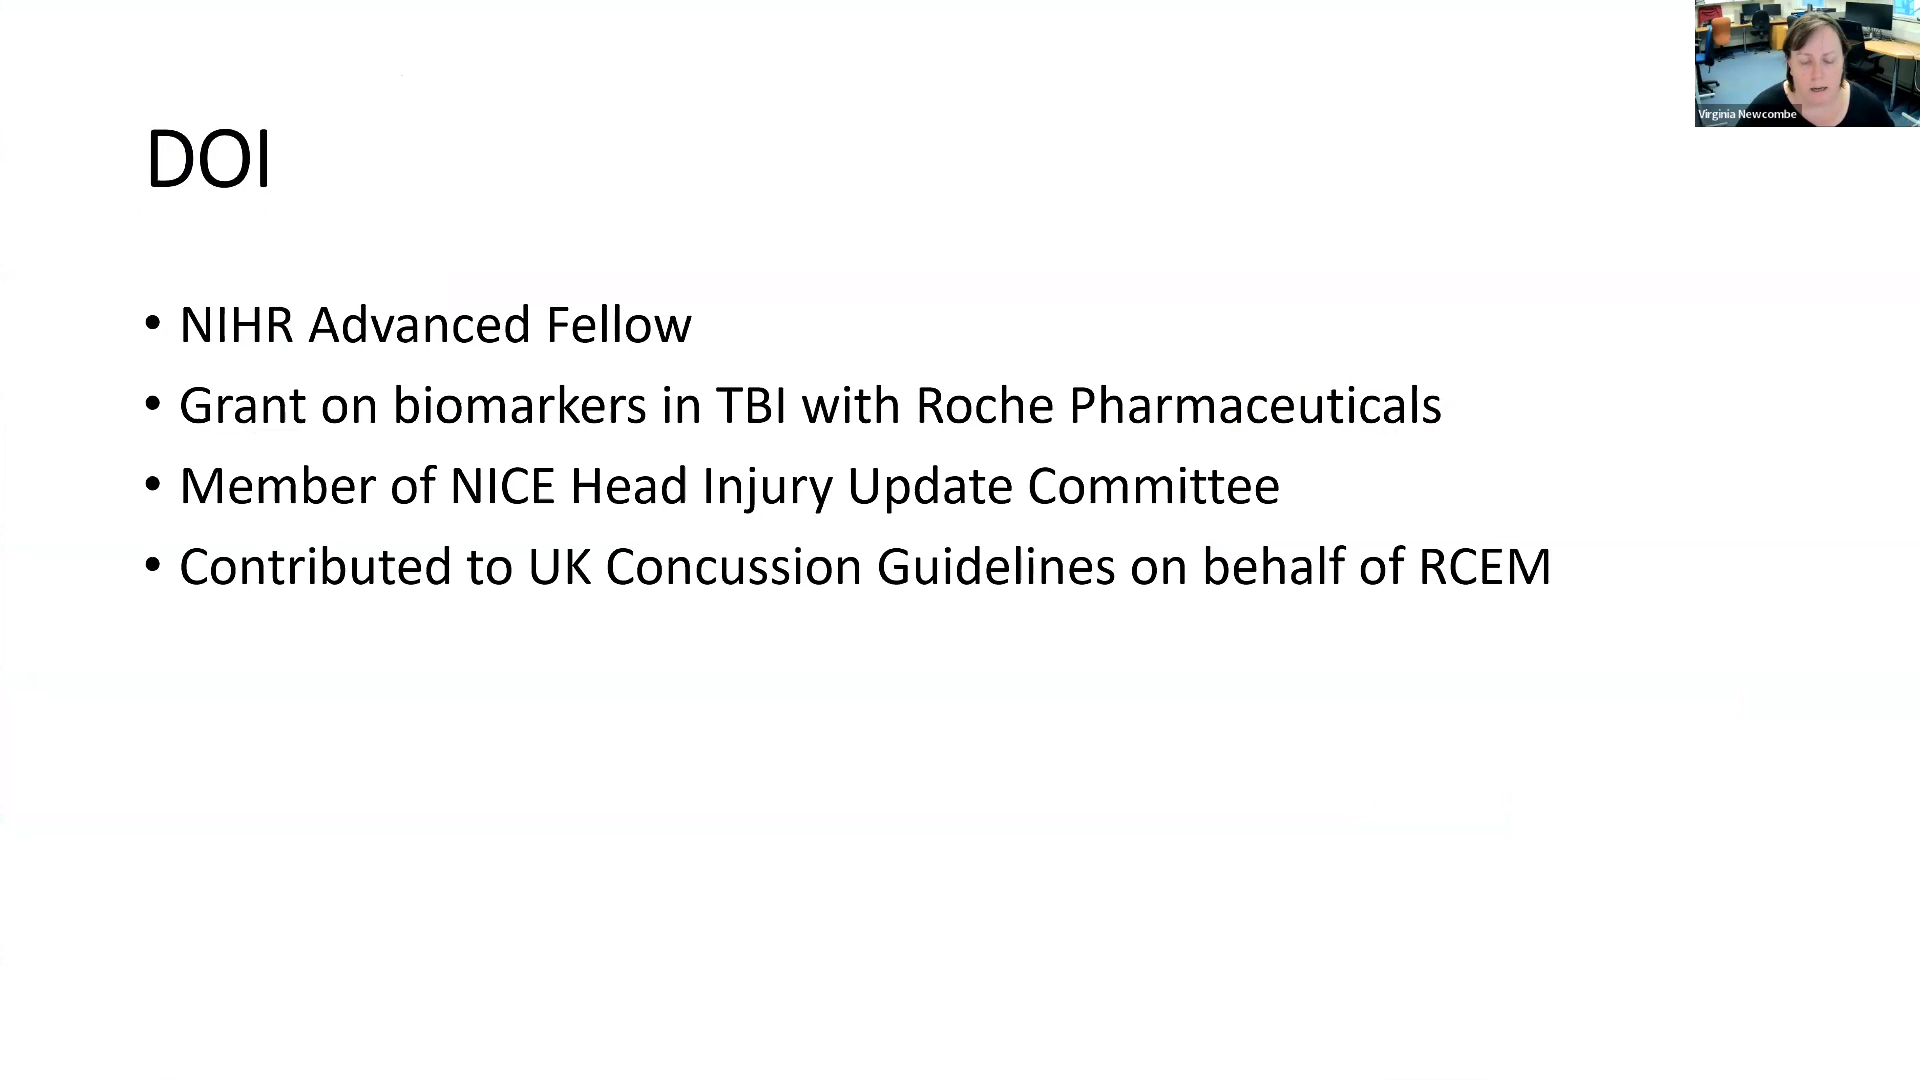 Virginia Newcombe
DOI
• NIHR Advanced Fellow
• Grant on biomarkers in TBI with Roche Pharmaceuticals
• Member of NICE Head Injury Update Committee
• Contributed to UK Concussion Guidelines on behalf of RCEM